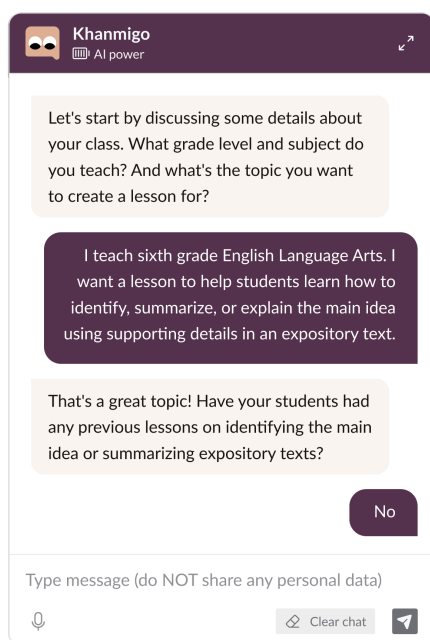 Khanmigo
AI power
Let's start by discussing some details about
your class. What grade level and subject do
you teach? And what's the topic you want
to create a lesson for?
I teach sixth grade English Language Arts. I
want a lesson to help students learn how to
identify, summarize, or explain the main idea
using supporting details in an expository text.
That's a great topic! Have your students had
any previous lessons on identifying the main
idea or summarizing expository texts?
No
Type message (do NOT share any personal data)
Clear chat